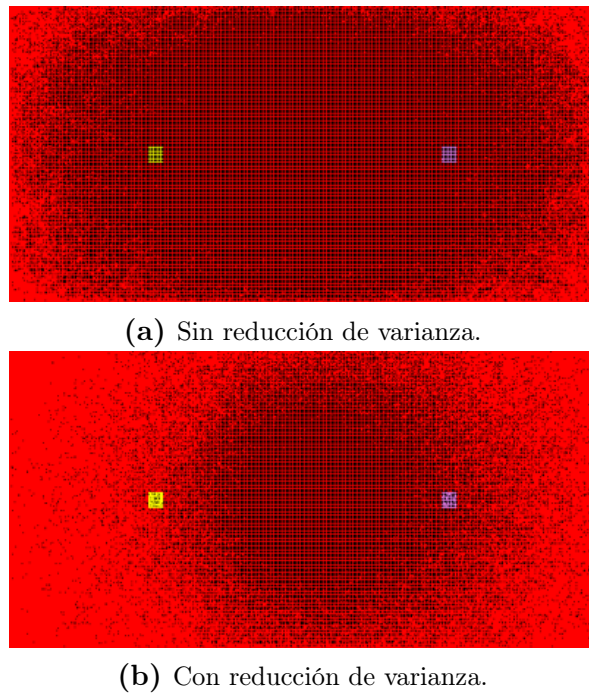 (a) Sin reducción de varianza.
(b) Con reducción de varianza.